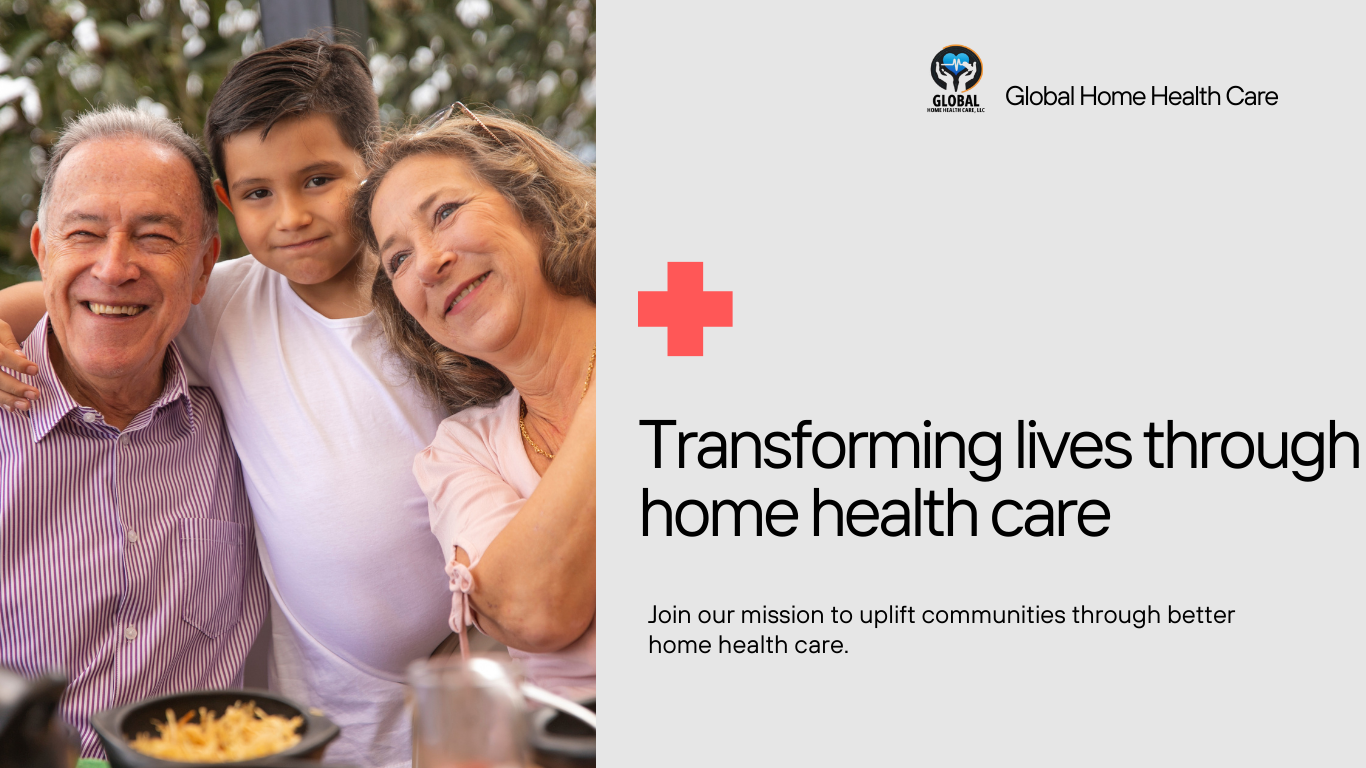 GLOBAL
HOME HEALTH CARE, LLC
Global Home Health Care
Transforming lives through
home health care
Join our mission to uplift communities through better
home health care.